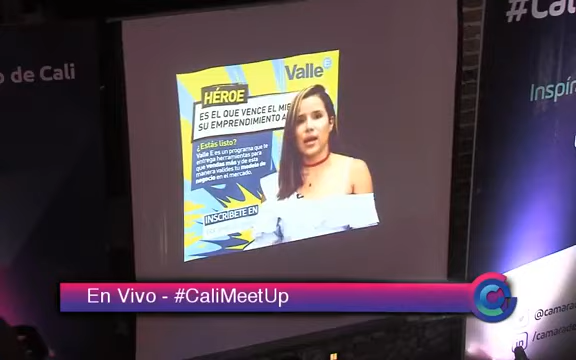 #Cal
o de Cali
Inspír
Valle E
HÉROE
ES EL QUE VENCE EL MIE
SU EMPRENDIMIENTO A
¿Estás listo?
Valle E es un programa que te
entrega herramientas para
que vendas más y de esta
manera valides tu modelo de
negocio en el mercado.
INSCRÍBETE EN
En Vivo - #CaliMeetUp
@camara
/camarade
in